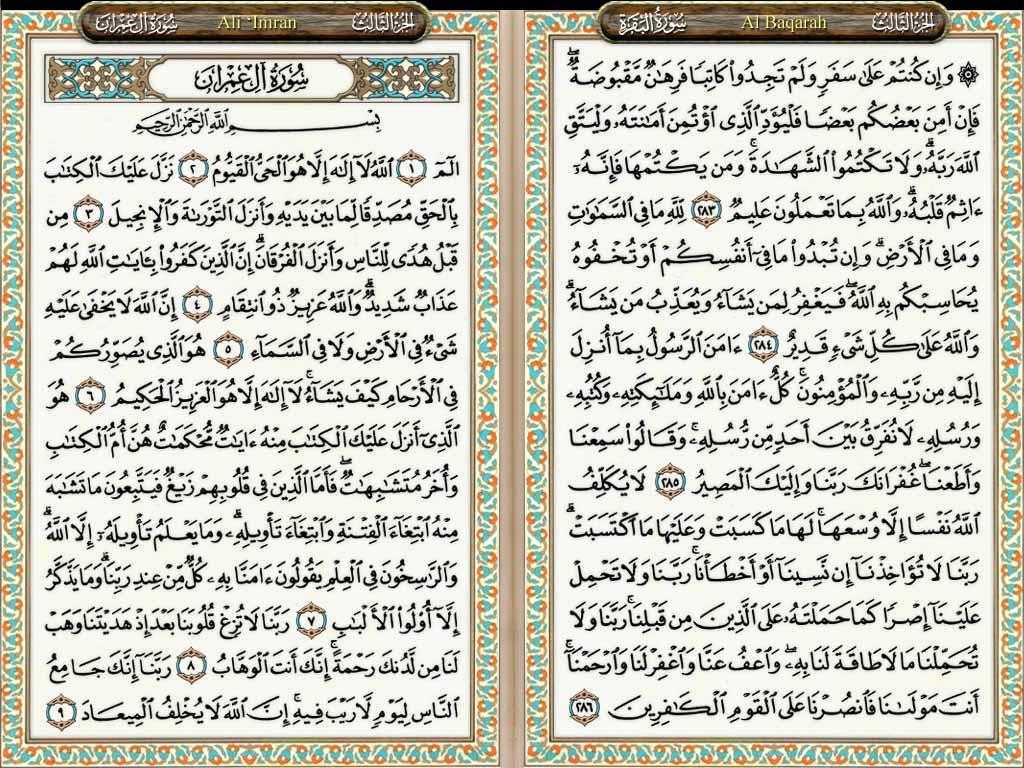 الجزء الثالث
Al Baqarah
سورة البقرة
۞ وَإِن كُنتُمْ عَلَىٰ سَفَرٍ وَلَمْ تَجِدُوا۟ كَاتِبًا فَرِهَٰنٌ مَّقْبُوضَةٌ ۖ
فَإِنْ أَمِنَ بَعْضُكُم بَعْضًا فَلْيُؤَدِّ ٱلَّذِى ٱؤْتُمِنَ أَمَٰنَتَهُۥ وَلْيَتَّقِ
ٱللَّهَ رَبَّهُۥ ۗ وَلَا تَكْتُمُوا۟ ٱلشَّهَٰدَةَ ۚ وَمَن يَكْتُمْهَا فَإِنَّهُۥٓ
ءَاثِمٌ قَلْبُهُۥ ۗ وَٱللَّهُ بِمَا تَعْمَلُونَ عَلِيمٌ ٢٨٣ لِّلَّهِ مَا فِى ٱلسَّمَٰوَٰتِ
وَمَا فِى ٱلْأَرْضِ ۗ وَإِن تُبْدُوا۟ مَا فِىٓ أَنفُسِكُمْ أَوْ تُخْفُوهُ
يُحَاسِبْكُم بِهِ ٱللَّهُ ۖ فَيَغْفِرُ لِمَن يَشَآءُ وَيُعَذِّبُ مَن يَشَآءُ ۗ
وَٱللَّهُ عَلَىٰ كُلِّ شَىْءٍ قَدِيرٌ ٢٨٤ ءَامَنَ ٱلرَّسُولُ بِمَآ أُنزِلَ
إِلَيْهِ مِن رَّبِّهِۦ وَٱلْمُؤْمِنُونَ ۚ كُلٌّ ءَامَنَ بِٱللَّهِ وَمَلَٰٓئِكَتِهِۦ وَكُتُبِهِۦ
وَرُسُلِهِۦ لَا نُفَرِّقُ بَيْنَ أَحَدٍ مِّن رُّسُلِهِۦ ۚ وَقَالُوا۟ سَمِعْنَا
وَأَطَعْنَا ۖ غُفْرَانَكَ رَبَّنَا وَإِلَيْكَ ٱلْمَصِيرُ ٢٨٥ لَا يُكَلِّفُ
ٱللَّهُ نَفْسًا إِلَّا وُسْعَهَا ۚ لَهَا مَا كَسَبَتْ وَعَلَيْهَا مَا ٱكْتَسَبَتْ ۗ
رَبَّنَا لَا تُؤَاخِذْنَآ إِن نَّسِينَآ أَوْ أَخْطَأْنَا ۚ رَبَّنَا وَلَا تَحْمِلْ
عَلَيْنَآ إِصْرًا كَمَا حَمَلْتَهُۥ عَلَى ٱلَّذِينَ مِن قَبْلِنَا ۚ رَبَّنَا وَلَا
تُحَمِّلْنَا مَا لَا طَاقَةَ لَنَا بِهِۦ ۖ وَٱعْفُ عَنَّا وَٱغْفِرْ لَنَا وَٱرْحَمْنَآ ۚ
أَنتَ مَوْلَىٰنَا فَٱنصُرْنَا عَلَى ٱلْقَوْمِ ٱلْكَٰفِرِينَ ٢٨٦
الجزء الثالث
Ali 'Imran
سورة آل عمران
سُورَةُ آلِ عِمْرَانَ
بِسْمِ ٱللَّهِ ٱلرَّحْمَٰنِ ٱلرَّحِيمِ
الٓمٓ ١ ٱللَّهُ لَآ إِلَٰهَ إِلَّا هُوَ ٱلْحَىُّ ٱلْقَيُّومُ ٢ نَزَّلَ عَلَيْكَ ٱلْكِتَٰبَ
بِٱلْحَقِّ مُصَدِّقًا لِّمَا بَيْنَ يَدَيْهِ وَأَنزَلَ ٱلتَّوْرَىٰةَ وَٱلْإِنجِيلَ ٣ مِن
قَبْلُ هُدًى لِّلنَّاسِ وَأَنزَلَ ٱلْفُرْقَانَ ۗ إِنَّ ٱلَّذِينَ كَفَرُوا۟ بِـَٔايَٰتِ ٱللَّهِ لَهُمْ
عَذَابٌ شَدِيدٌ ۗ وَٱللَّهُ عَزِيزٌ ذُو ٱنتِقَامٍ ٤ إِنَّ ٱللَّهَ لَا يَخْفَىٰ عَلَيْهِ
شَىْءٌ فِى ٱلْأَرْضِ وَلَا فِى ٱلسَّمَآءِ ٥ هُوَ ٱلَّذِى يُصَوِّرُكُمْ
فِى ٱلْأَرْحَامِ كَيْفَ يَشَآءُ ۚ لَآ إِلَٰهَ إِلَّا هُوَ ٱلْعَزِيزُ ٱلْحَكِيمُ ٦ هُوَ
ٱلَّذِىٓ أَنزَلَ عَلَيْكَ ٱلْكِتَٰبَ مِنْهُ ءَايَٰتٌ مُّحْكَمَٰتٌ هُنَّ أُمُّ ٱلْكِتَٰبِ
وَأُخَرُ مُتَشَٰبِهَٰتٌ ۖ فَأَمَّا ٱلَّذِينَ فِى قُلُوبِهِمْ زَيْغٌ فَيَتَّبِعُونَ مَا تَشَٰبَهَ
مِنْهُ ٱبْتِغَآءَ ٱلْفِتْنَةِ وَٱبْتِغَآءَ تَأْوِيلِهِۦ ۗ وَمَا يَعْلَمُ تَأْوِيلَهُۥٓ إِلَّا ٱللَّهُ ۗ
وَٱلرَّٰسِخُونَ فِى ٱلْعِلْمِ يَقُولُونَ ءَامَنَّا بِهِۦ كُلٌّ مِّنْ عِندِ رَبِّنَا ۗ وَمَا يَذَّكَّرُ
إِلَّآ أُو۟لُوا۟ ٱلْأَلْبَٰبِ ٧ رَبَّنَا لَا تُزِغْ قُلُوبَنَا بَعْدَ إِذْ هَدَيْتَنَا وَهَبْ
لَنَا مِن لَّدُنكَ رَحْمَةً ۚ إِنَّكَ أَنتَ ٱلْوَهَّابُ ٨ رَبَّنَآ إِنَّكَ جَامِعُ
ٱلنَّاسِ لِيَوْمٍ لَّا رَيْبَ فِيهِ ۚ إِنَّ ٱللَّهَ لَا يُخْلِفُ ٱلْمِيعَادَ ٩